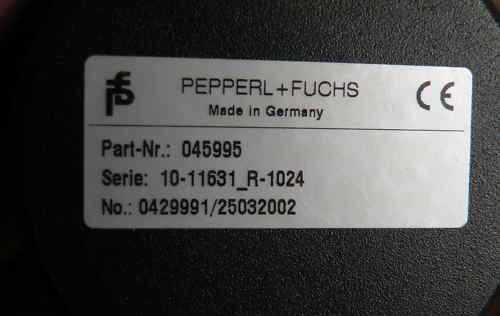 PEPPERL+FUCHS
Made in Germany
CE
Part-Nr.: 045995
Serie: 10-11631_R-1024
No.: 0429991/25032002